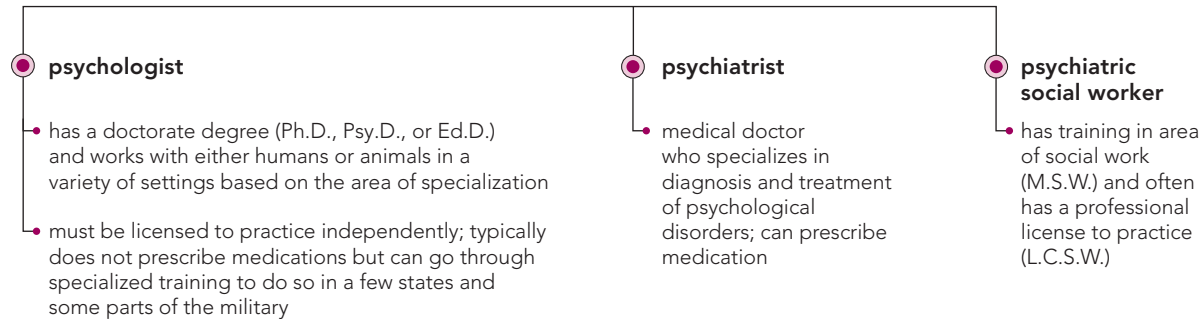 psychologist
has a doctorate degree (Ph.D., Psy.D., or Ed.D.)
and works with either humans or animals in a
variety of settings based on the area of specialization
must be licensed to practice independently; typically
does not prescribe medications but can go through
specialized training to do so in a few states and
some parts of the military
psychiatrist
medical doctor
who specializes in
diagnosis and treatment
of psychological
disorders; can prescribe
medication
psychiatric
social worker
has training in area
of social work
(M.S.W.) and often
has a professional
license to practice
(L.C.S.W.)